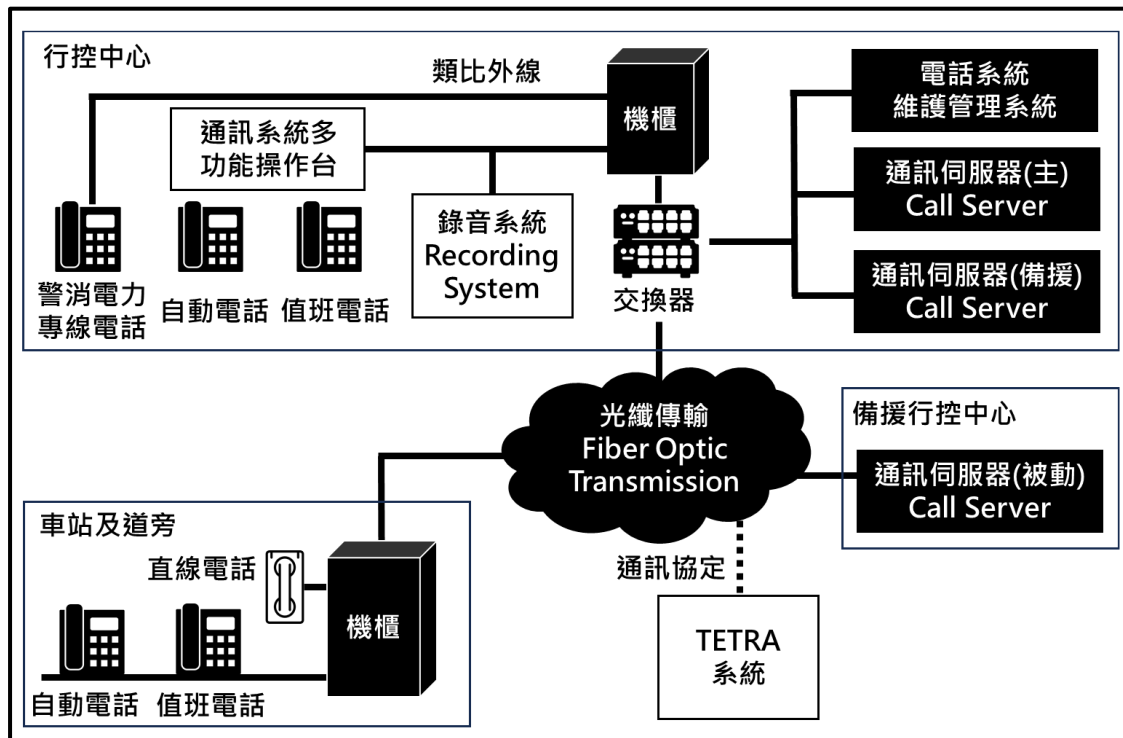 行控中心
類比外線
機櫃
電話系統
維護管理系統
通訊系統多
功能操作台
通訊伺服器(主)
Call Server
錄音系統
Recording
System
通訊伺服器(備援)
Call Server
交換器
警消電力
專線電話
自動電話
值班電話
光纖傳輸
Fiber Optic
Transmission
備援行控中心
通訊伺服器(被動)
Call Server
車站及道旁
直線電話
機櫃
自動電話
值班電話
通訊協定
TETRA
系統